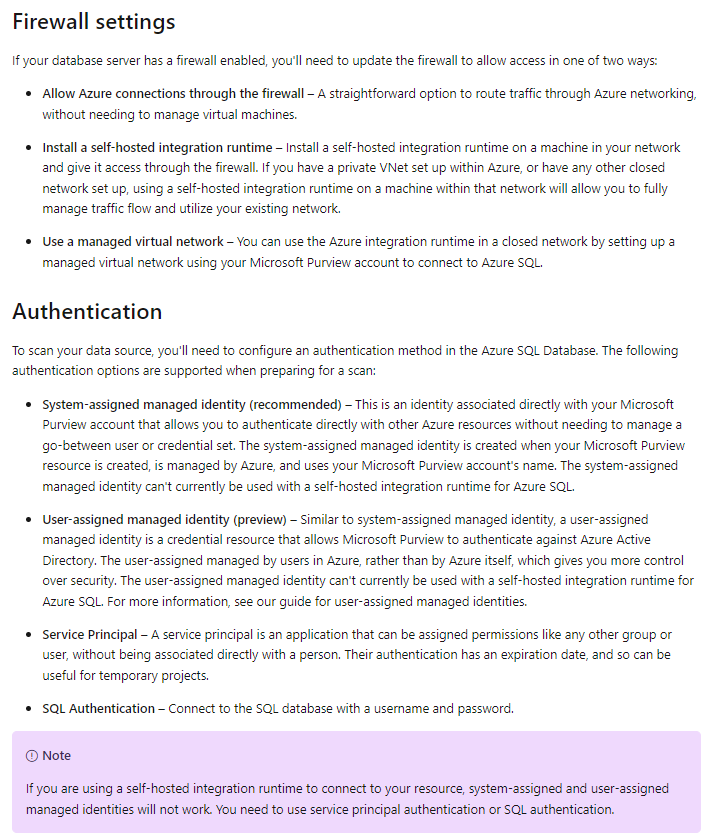 Firewall settings
If your database server has a firewall enabled, you'll need to update the firewall to allow access in one of two ways:
• Allow Azure connections through the firewall – A straightforward option to route traffic through Azure networking,
without needing to manage virtual machines.
• Install a self-hosted integration runtime – Install a self-hosted integration runtime on a machine in your network
and give it access through the firewall. If you have a private VNet set up within Azure, or have any other closed
network set up, using a self-hosted integration runtime on a machine within that network will allow you to fully
manage traffic flow and utilize your existing network.
• Use a managed virtual network – You can use the Azure integration runtime in a closed network by setting up a
managed virtual network using your Microsoft Purview account to connect to Azure SQL.
Authentication
To scan your data source, you'll need to configure an authentication method in the Azure SQL Database. The following
authentication options are supported when preparing for a scan:
• System-assigned managed identity (recommended) – This is an identity associated directly with your Microsoft
Purview account that allows you to authenticate directly with other Azure resources without needing to manage a
go-between user or credential set. The system-assigned managed identity is created when your Microsoft Purview
resource is created, is managed by Azure, and uses your Microsoft Purview account's name. The system-assigned
managed identity can't currently be used with a self-hosted integration runtime for Azure SQL.
• User-assigned managed identity (preview) – Similar to system-assigned managed identity, a user-assigned
managed identity is a credential resource that allows Microsoft Purview to authenticate against Azure Active
Directory. The user-assigned managed by users in Azure, rather than by Azure itself, which gives you more control
over security. The user-assigned managed identity can't currently be used with a self-hosted integration runtime for
Azure SQL. For more information, see our guide for user-assigned managed identities.
• Service Principal – A service principal is an application that can be assigned permissions like any other group or
user, without being associated directly with a person. Their authentication has an expiration date, and so can be
useful for temporary projects.
• SQL Authentication – Connect to the SQL database with a username and password.
Note
If you are using a self-hosted integration runtime to connect to your resource, system-assigned and user-assigned
managed identities will not work. You need to use service principal authentication or SQL authentication.